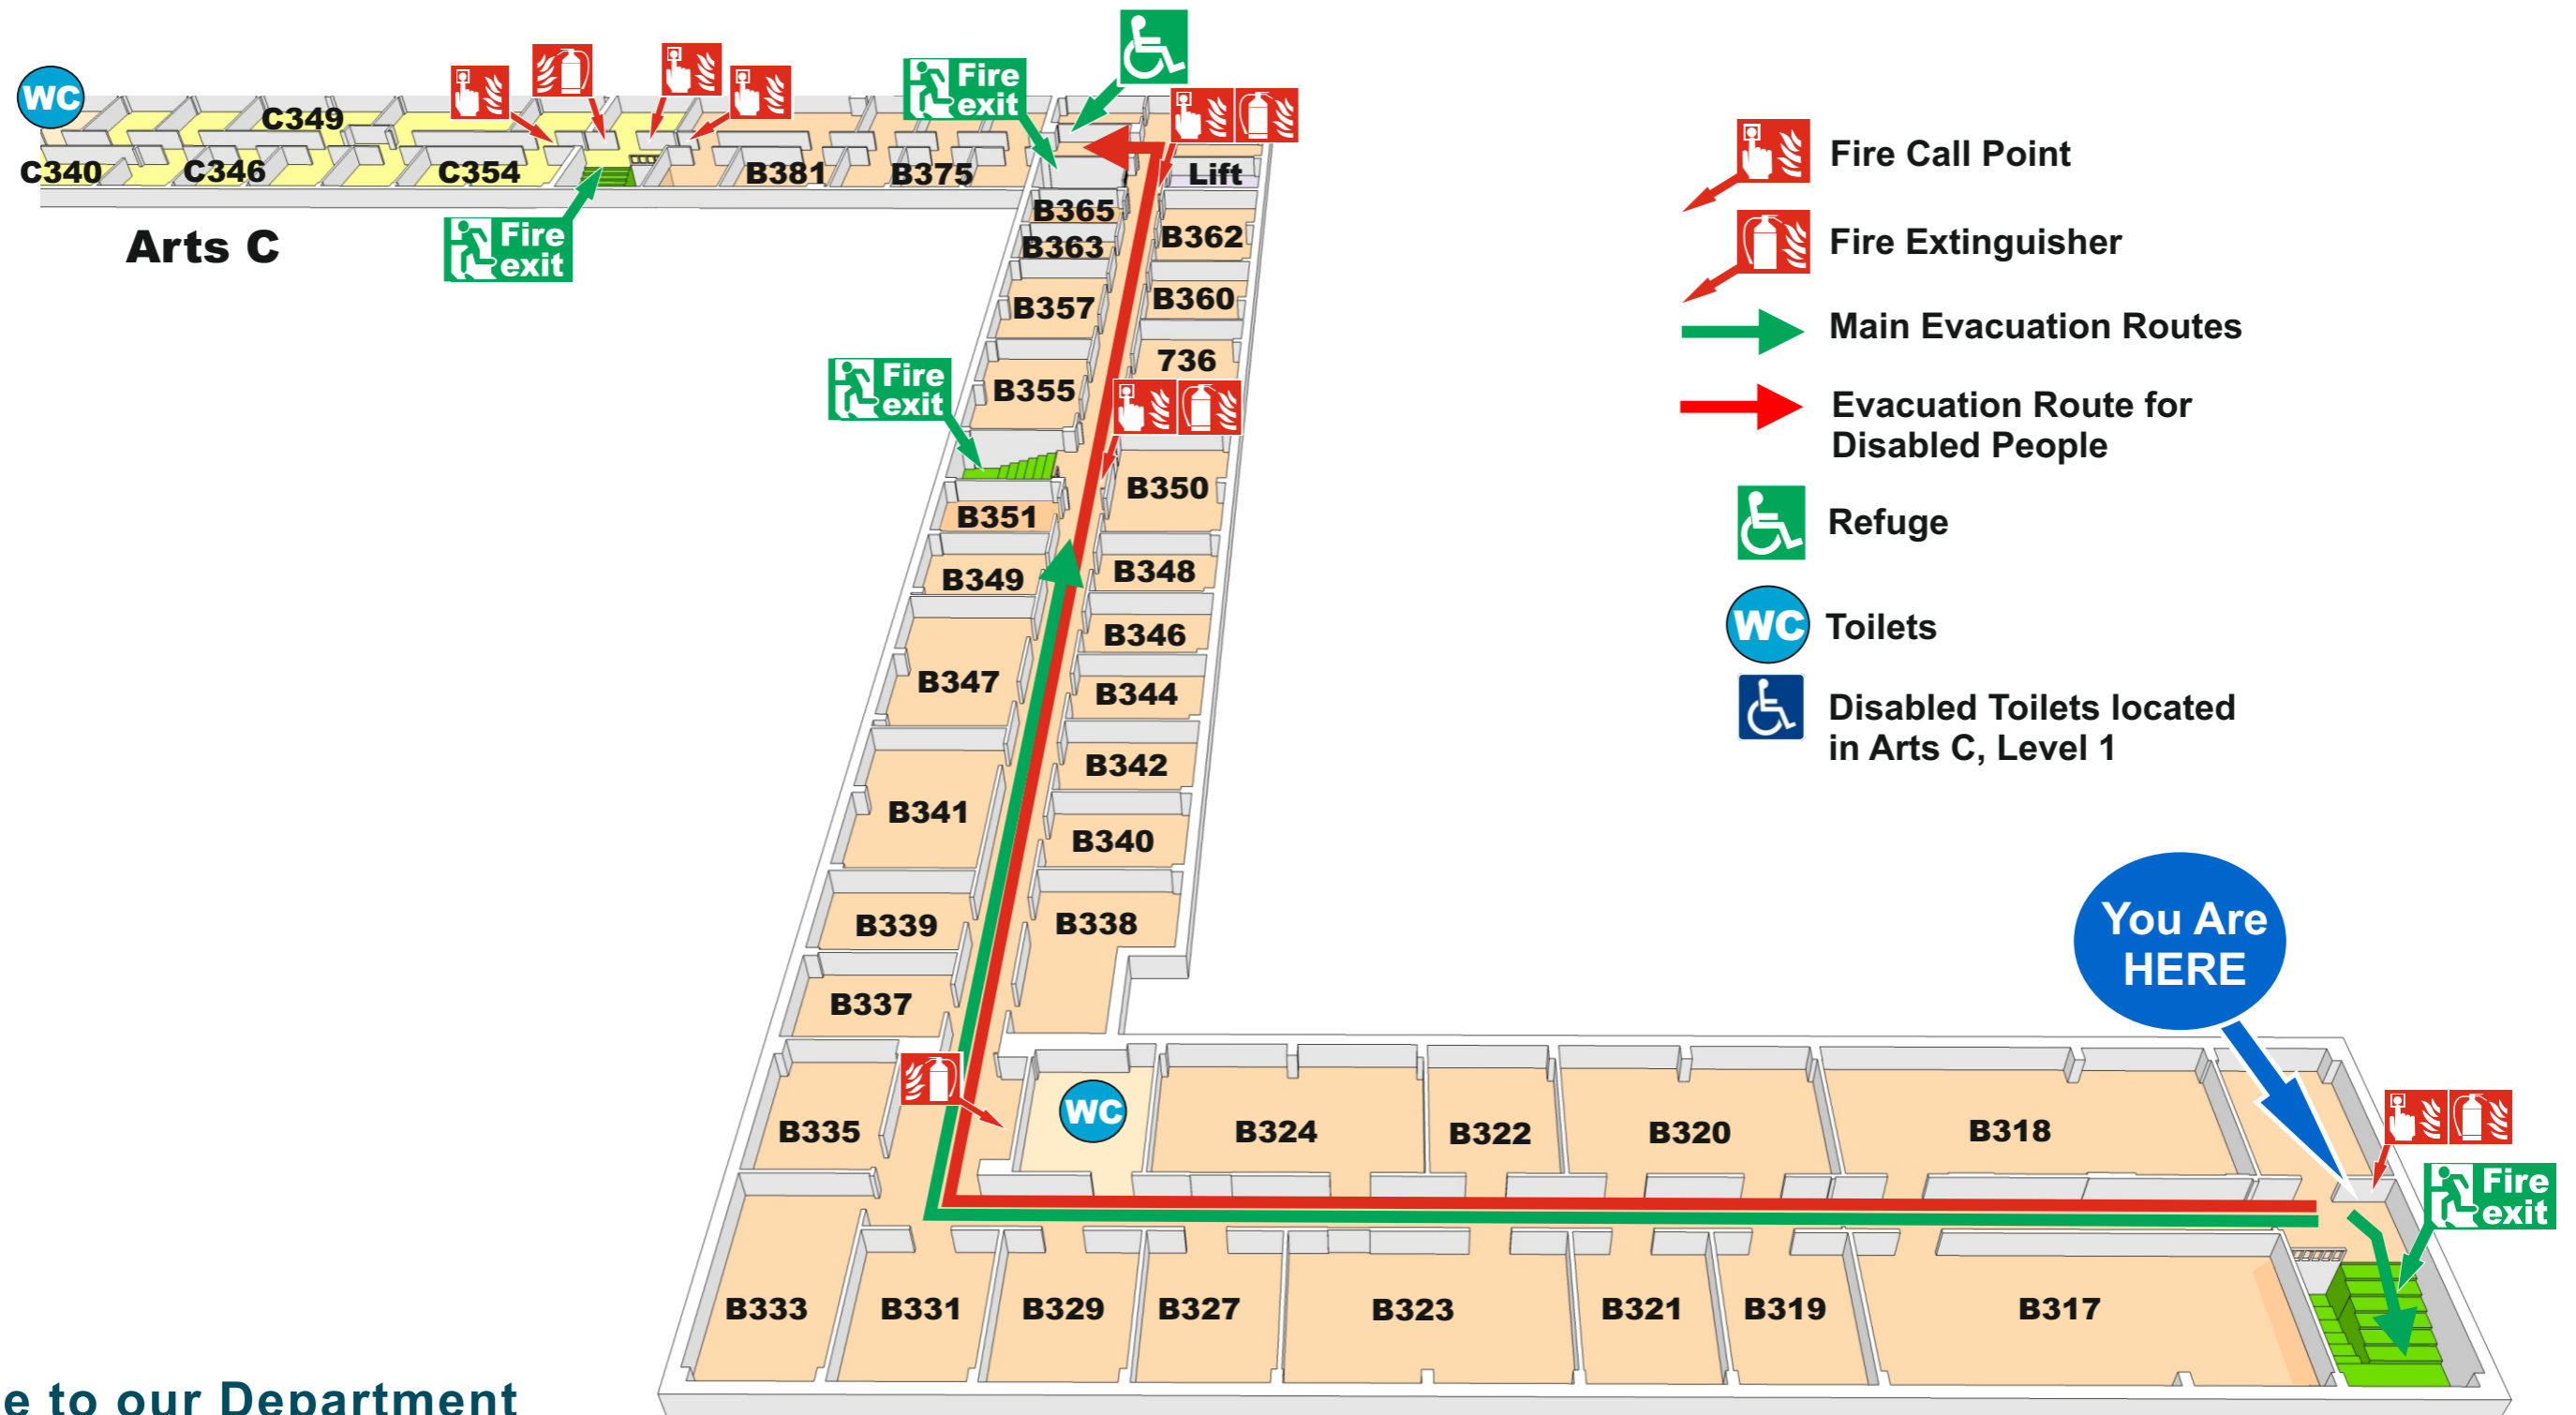 WC
C349
C340
C346
C354
B381
B375
Arts C
Fire
exit
Fire
exit
Lift
B365
B363
B362
B357
B360
736
B355
Fire
exit
B350
B351
B349
B348
B346
B347
B344
B342
B341
B340
B339
B338
B337
B335
WC
B324
B322
B320
B318
B333
B331
B329
B327
B323
B321
B319
B317
Fire
exit
You Are
HERE
Fire Call Point
Fire Extinguisher
Main Evacuation Routes
Evacuation Route for
Disabled People
Refuge
WC Toilets
Disabled Toilets located
in Arts C, Level 1
e to our Department